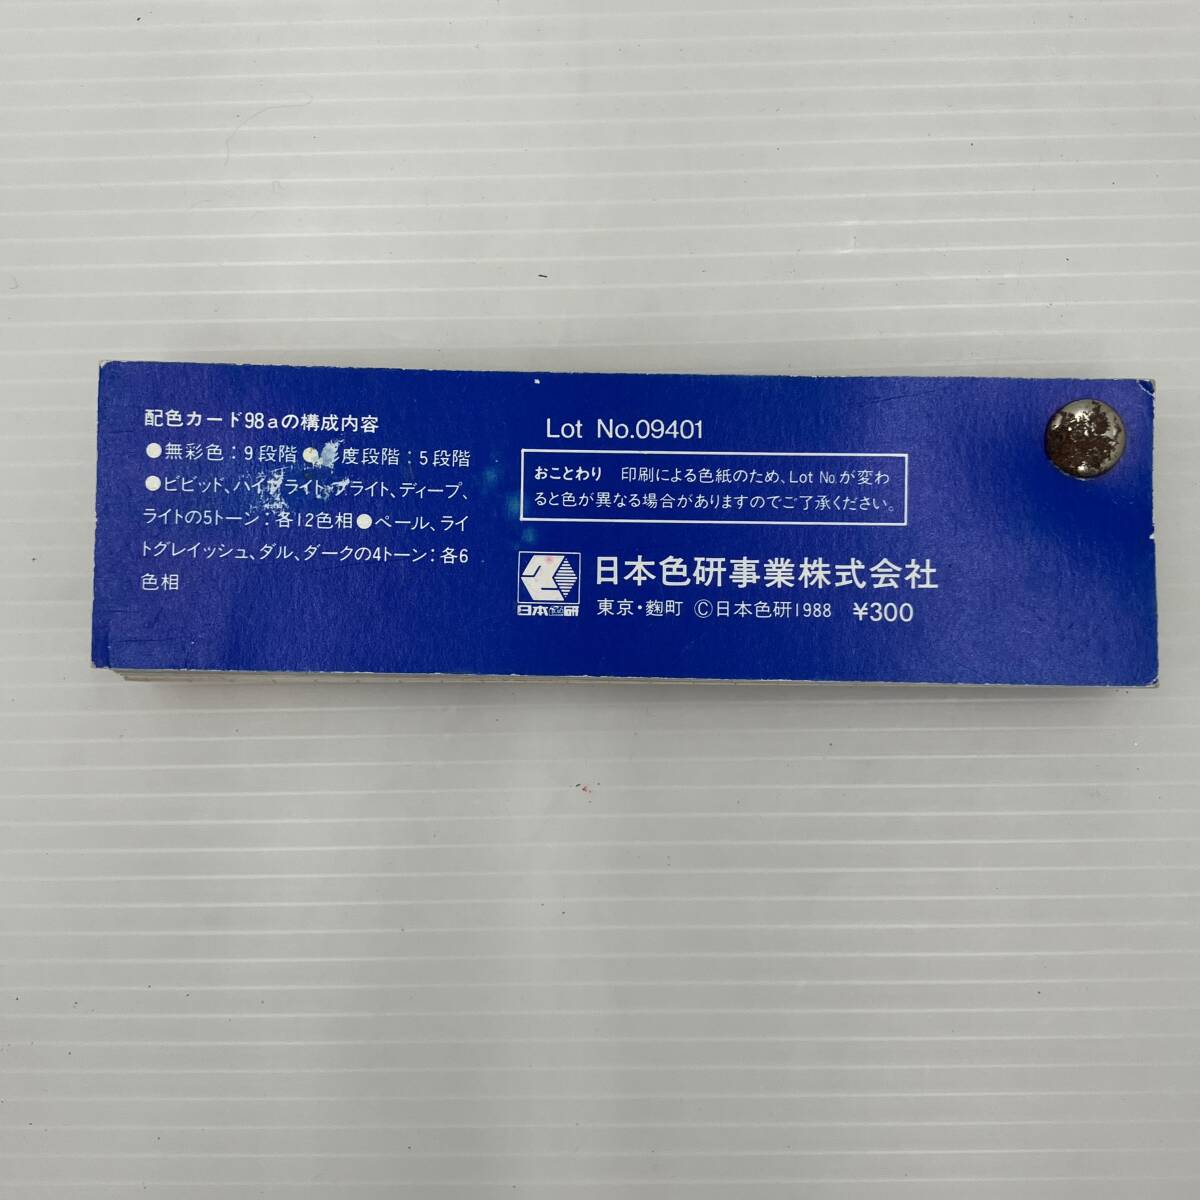 配色カード98aの構成内容
●無彩色：9段階●度段階：5段階
●ビビッド、ハイブライト、ブライト、ディープ、
ライトの5トーン：各12色相●ペール、ライ
トグレイッシュ、ダル、ダークの4トーン：各6
色相
Lot No.09401
おことわり 印刷による色紙のため、Lot No.が変わ
ると色が異なる場合がありますのでご了承ください。
日本色研
日本色研事業株式会社
東京・麴町 ©日本色研1988 ¥300